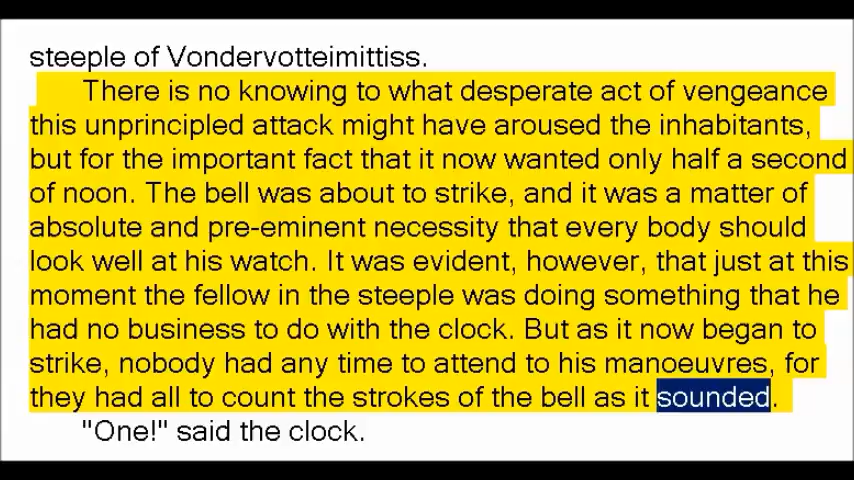 steeple of Vondervotteimittiss.
There is no knowing to what desperate act of vengeance
this unprincipled attack might have aroused the inhabitants,
but for the important fact that it now wanted only half a second
of noon. The bell was about to strike, and it was a matter of
absolute and pre-eminent necessity that every body should
look well at his watch. It was evident, however, that just at this
moment the fellow in the steeple was doing something that he
had no business to do with the clock. But as it now began to
strike, nobody had any time to attend to his manoeuvres, for
they had all to count the strokes of the bell as it sounded.
"One!" said the clock.